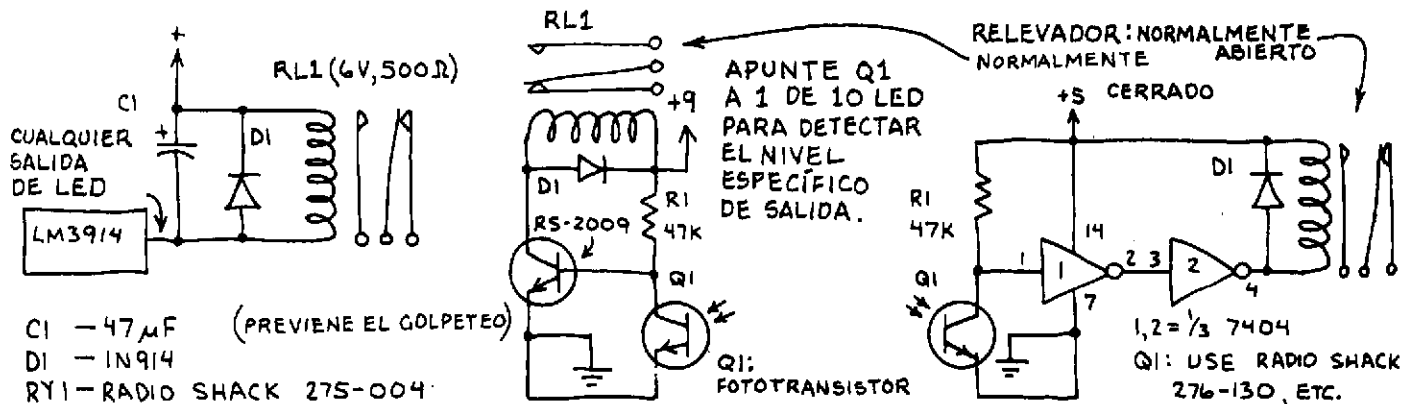 +
RL1 (6V, 500Ω)
C1
+
D1
CUALQUIER
SALIDA
DE LED
LM3914
C1 — 47µF (PREVIENE EL GOLPETEO)
D1 — 1N914
RY1 — RADIO SHACK 275-004
RL1
+9
D1
R1
47K
RS-2009
Q1
Q1:
FOTOTRANSISTOR
APUNTE Q1
A 1 DE 10 LED
PARA DETECTAR
EL NIVEL
ESPECÍFICO
DE SALIDA.
RELEVADOR: NORMALMENTE
ABIERTO
NORMALMENTE
CERRADO
+5
R1
47K
Q1
1
1
14
7
2
3
2
4
D1
1,2 = 1/3 7404
Q1: USE RADIO SHACK
276-130, ETC.